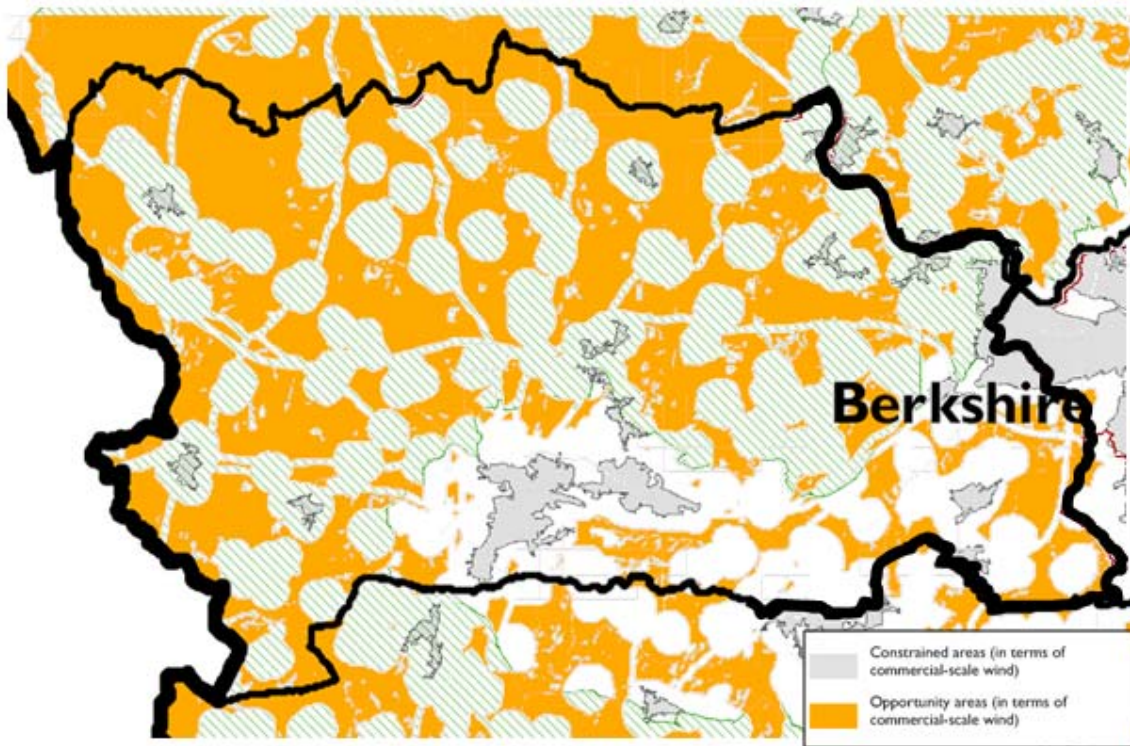 Berkshire
Constrained areas (in terms of
commercial-scale wind)
Opportunity areas (in terms of
commercial-scale wind)